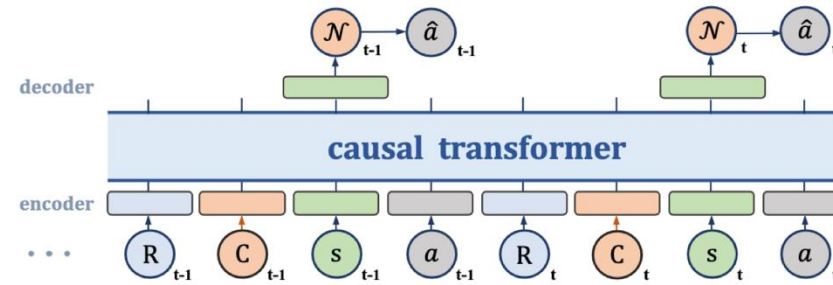 𝒩 t-1 â t-1 𝒩 t â t
decoder
causal transformer
encoder
... R t-1 C t-1 s t-1 a t-1 R t C t s t a t